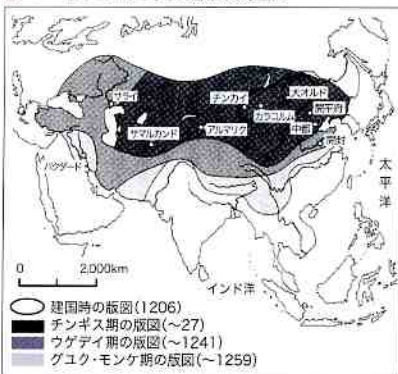 サライ
チンカイ
大オルド
開平府
カラコルム
中都
サマルカンド
アルマリク
開封
バグダード
太平洋
0 2,000km
インド洋
建国時の版図(1206)
チンギス期の版図(~27)
ウゲデイ期の版図(~1241)
グユク・モンケ期の版図(~1259)